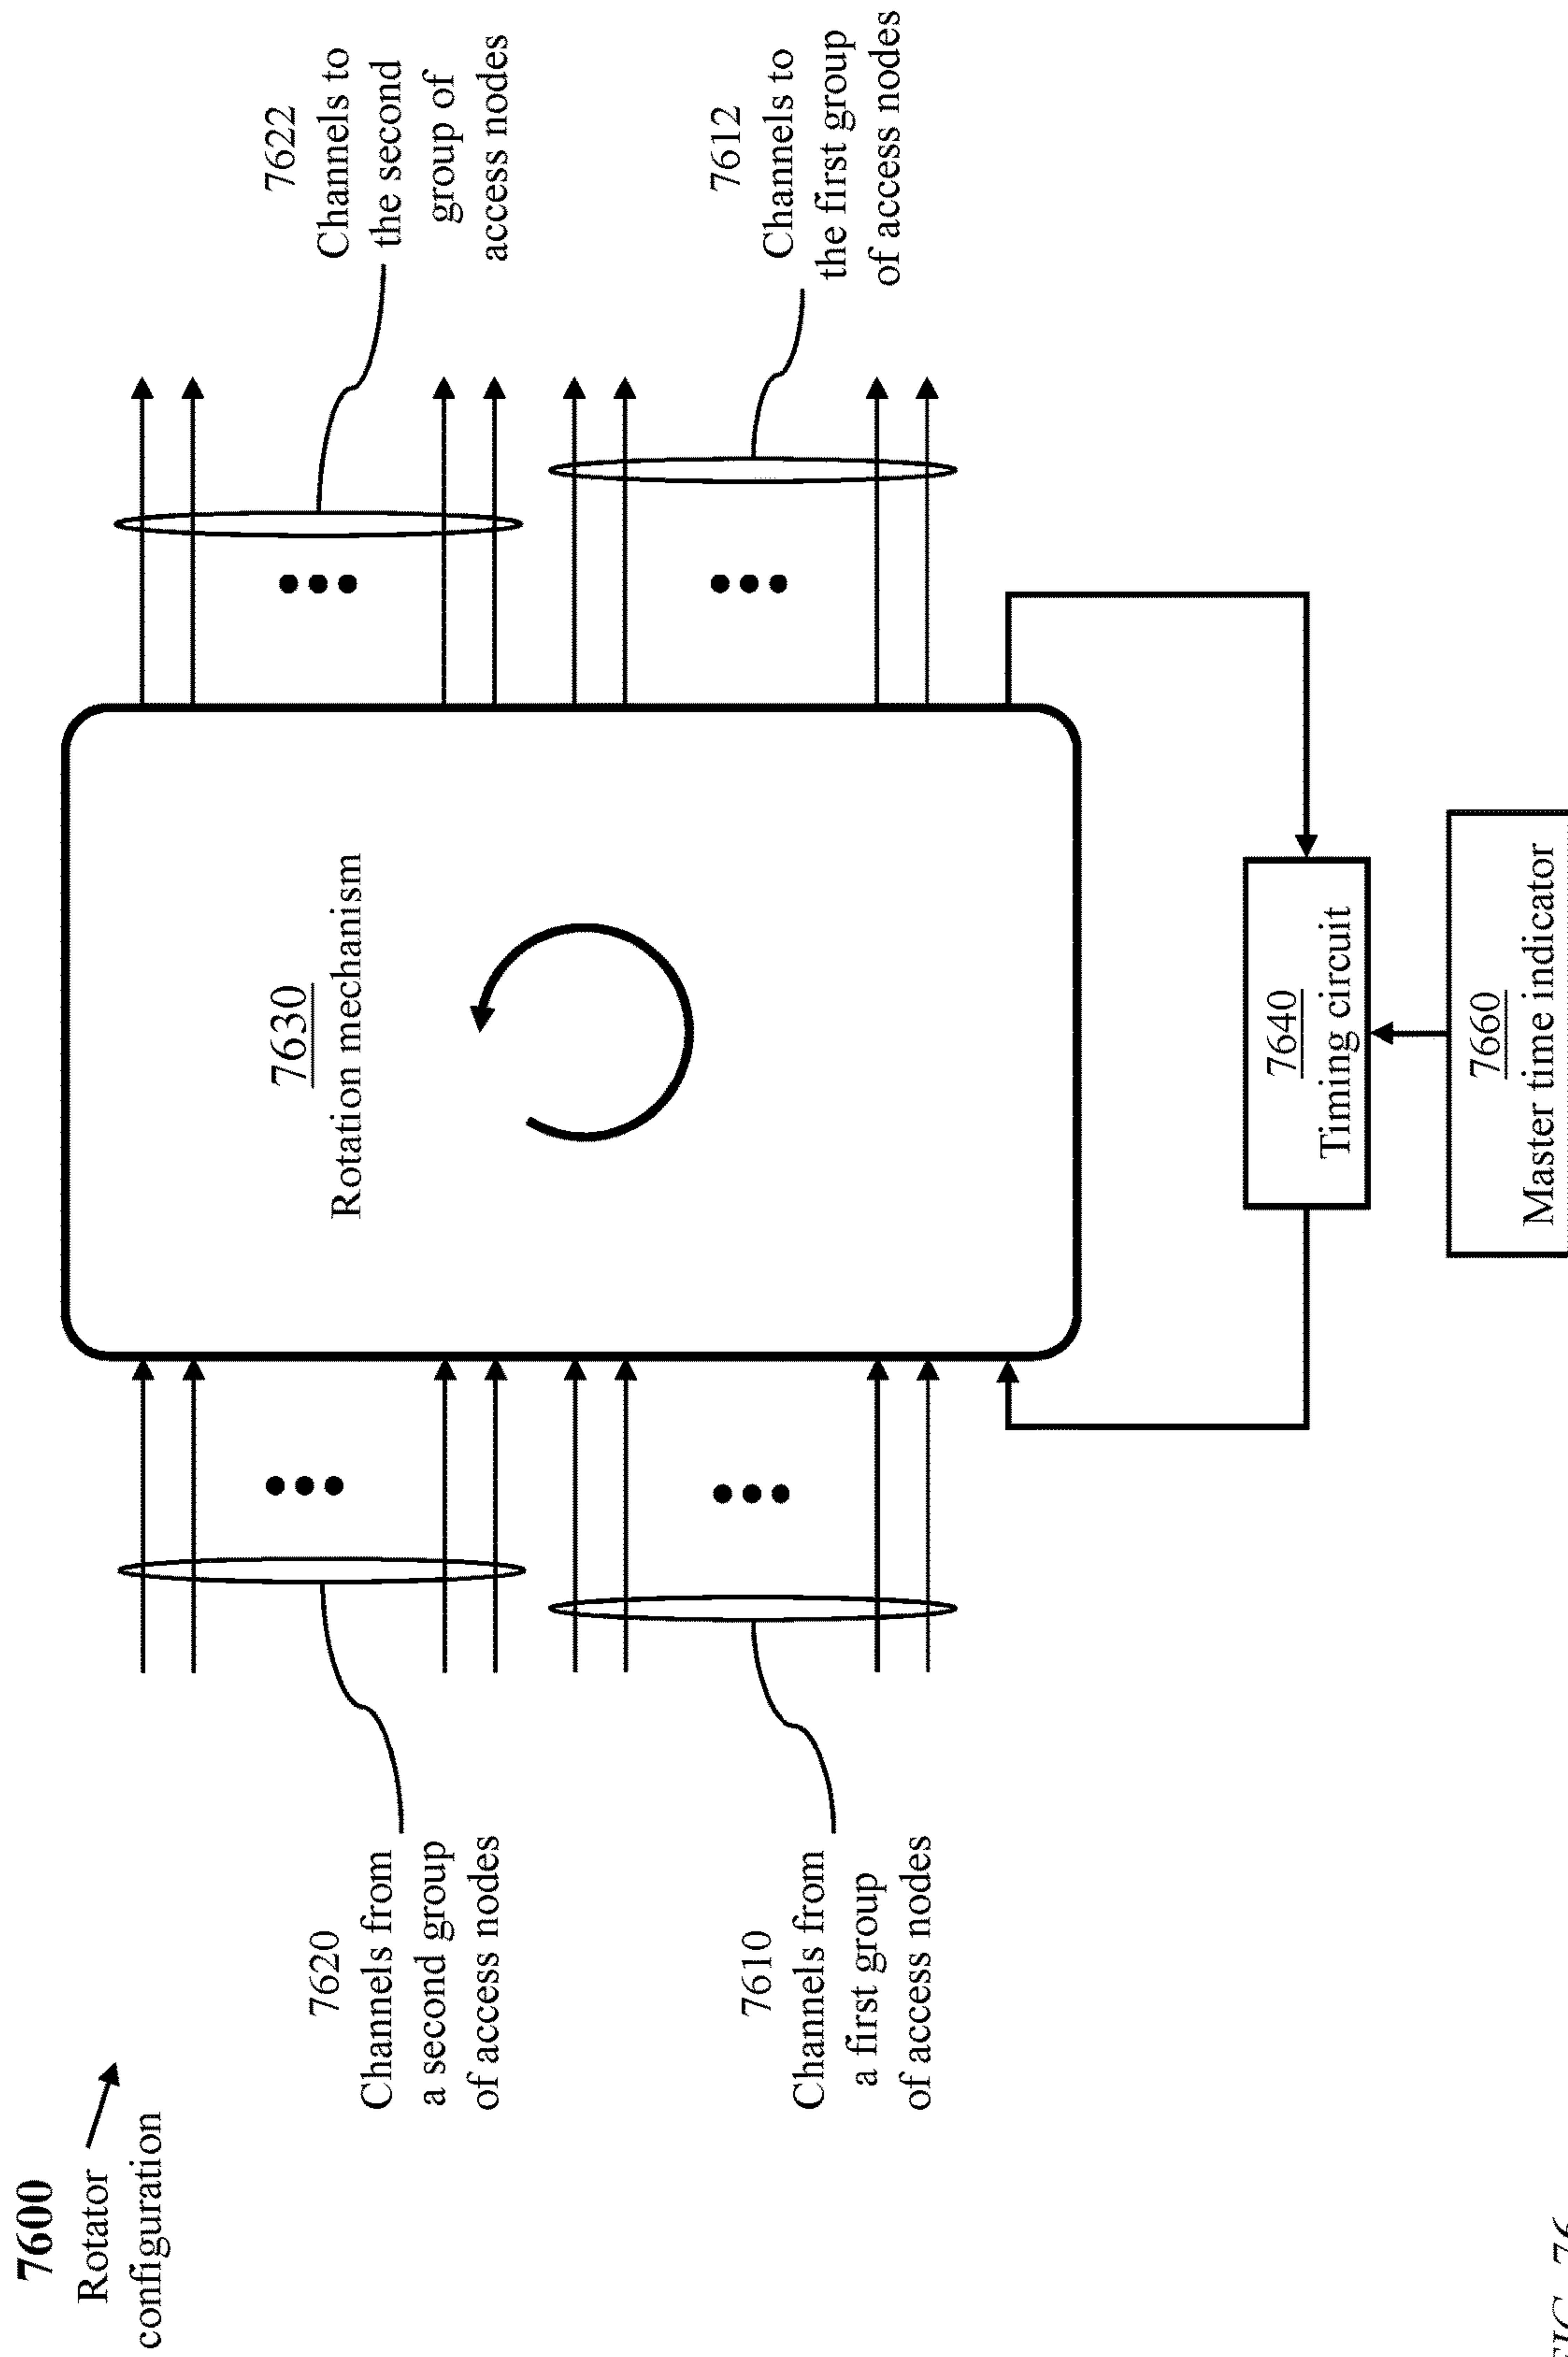 7600
Rotator
configuration
7620
Channels from
a second group
of access nodes
7610
Channels from
a first group
of access nodes
7630
Rotation mechanism
7622
Channels to
the second
group of
access nodes
7612
Channels to
the first group
of access nodes
7640
Timing circuit
7660
Master time indicator
FIG. 76